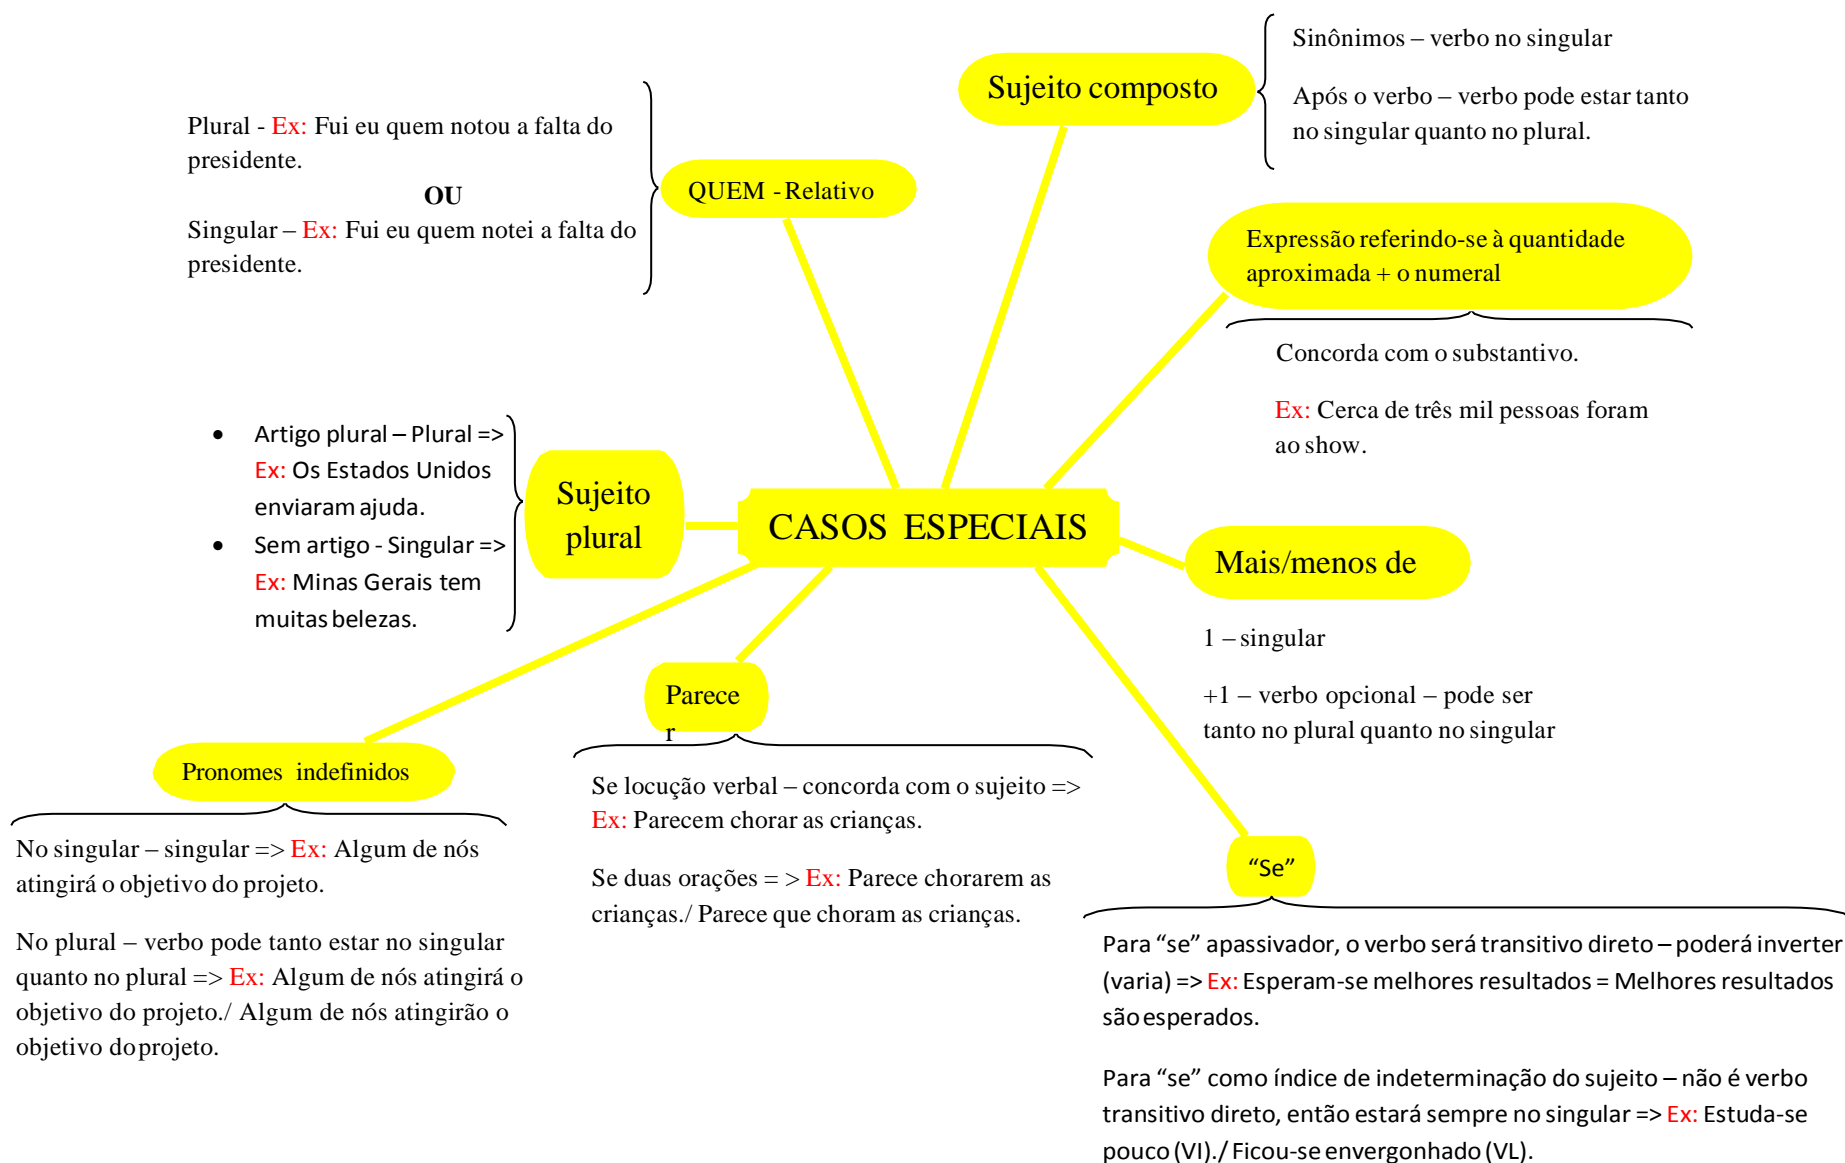 Sinônimos – verbo no singular
Sujeito composto
Após o verbo – verbo pode estar tanto
no singular quanto no plural.
Plural - Ex: Fui eu quem notou a falta do
presidente.
OU
Singular – Ex: Fui eu quem notei a falta do
presidente.
QUEM - Relativo
Expressão referindo-se à quantidade
aproximada + o numeral
Concorda com o substantivo.
Ex: Cerca de três mil pessoas foram
ao show.
• Artigo plural – Plural =>
Ex: Os Estados Unidos
enviaram ajuda.
• Sem artigo - Singular =>
Ex: Minas Gerais tem
muitas belezas.
Sujeito
plural
CASOS ESPECIAIS
Mais/menos de
1 – singular
+1 – verbo opcional – pode ser
tanto no plural quanto no singular
Parece
r
Se locução verbal – concorda com o sujeito =>
Ex: Parecem chorar as crianças.
Se duas orações = > Ex: Parece chorarem as
crianças./ Parece que choram as crianças.
Pronomes indefinidos
No singular – singular => Ex: Algum de nós
atingirá o objetivo do projeto.
No plural – verbo pode tanto estar no singular
quanto no plural => Ex: Algum de nós atingirá o
objetivo do projeto./ Algum de nós atingirão o
objetivo do projeto.
“Se”
Para “se” apassivador, o verbo será transitivo direto – poderá inverter
(varia) => Ex: Esperam-se melhores resultados = Melhores resultados
são esperados.
Para “se” como índice de indeterminação do sujeito – não é verbo
transitivo direto, então estará sempre no singular => Ex: Estuda-se
pouco (VI)./ Ficou-se envergonhado (VL).